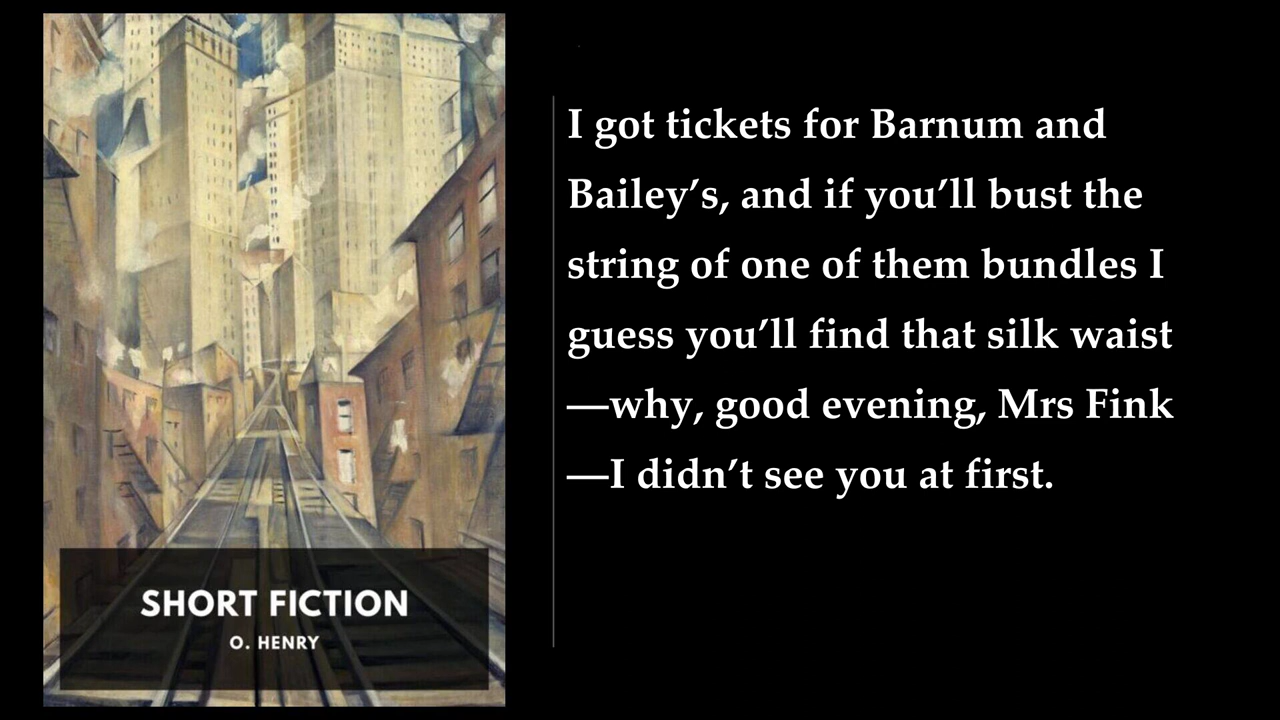 I got tickets for Barnum and
Bailey’s, and if you’ll bust the
string of one of them bundles I
guess you’ll find that silk waist
—why, good evening, Mrs Fink
—I didn’t see you at first.
SHORT FICTION
O. HENRY